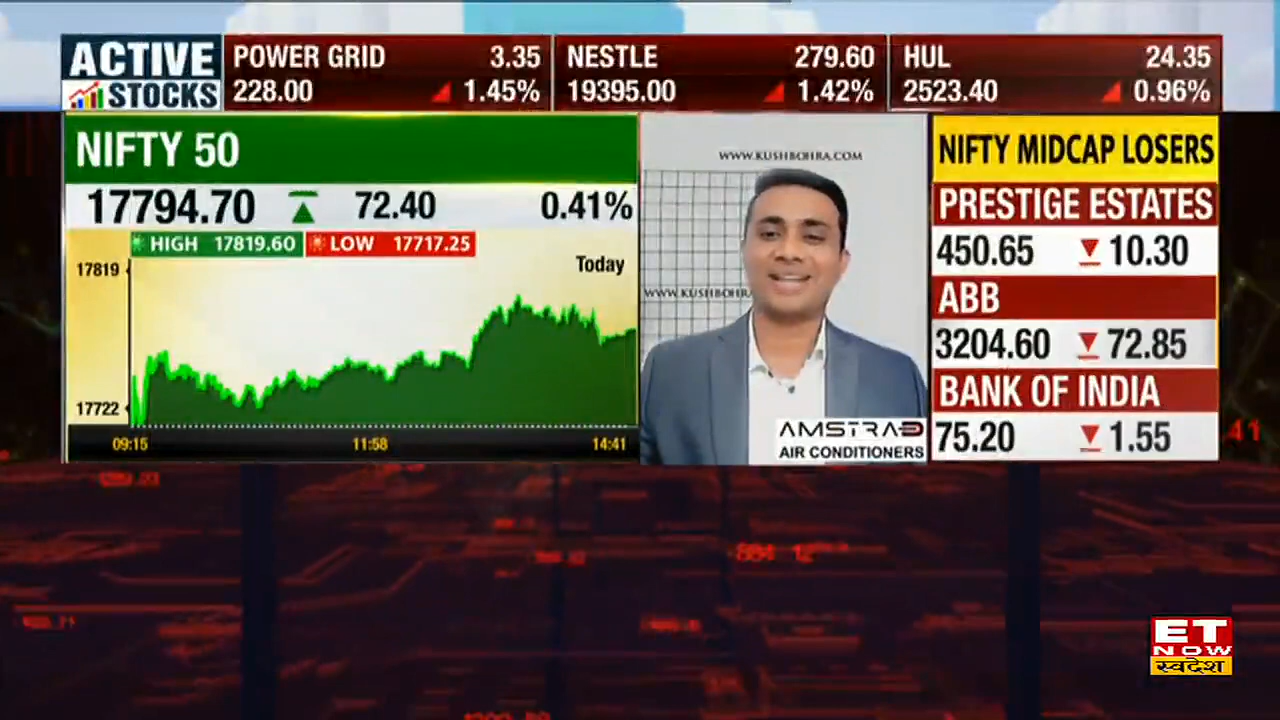 ACTIVE
STOCKS
POWER GRID 3.35
228.00 1.45%
NESTLE 279.60
19395.00 1.42%
HUL 24.35
2523.40 0.96%
NIFTY 50
17794.70 72.40 0.41%
HIGH 17819.60 LOW 17717.25
Today
17819
17722
09:15 11:58 14:41
WWW.KUSHBOHRA.COM
WWW.KUSHBOHRA
AMSTRAD
AIR CONDITIONERS
NIFTY MIDCAP LOSERS
PRESTIGE ESTATES
450.65 10.30
ABB
3204.60 72.85
BANK OF INDIA
75.20 1.55
ET
NOW
स्वदेश